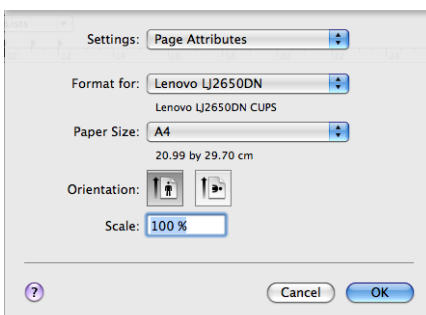 Settings: Page Attributes
Format for: Lenovo LJ2650DN
Lenovo LJ2650DN CUPS
Paper Size: A4
20.99 by 29.70 cm
Orientation:
Scale: 100 %
? Cancel OK